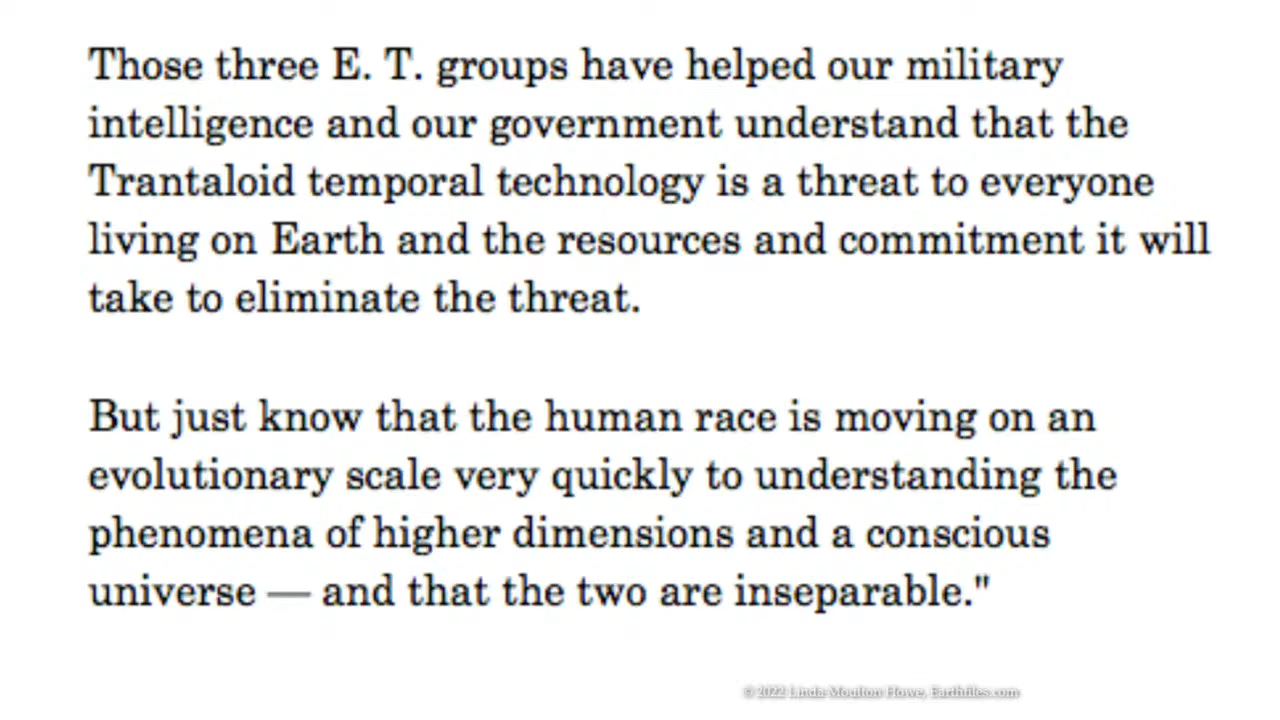 Those three E. T. groups have helped our military
intelligence and our government understand that the
Trantaloid temporal technology is a threat to everyone
living on Earth and the resources and commitment it will
take to eliminate the threat.
But just know that the human race is moving on an
evolutionary scale very quickly to understanding the
phenomena of higher dimensions and a conscious
universe — and that the two are inseparable."
© 2022 Linda Moulton Howe, Earthfiles.com